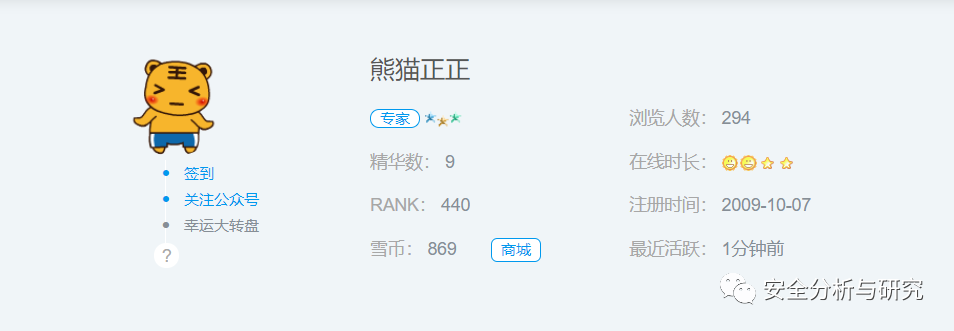 熊猫正正
专家
浏览人数： 294
精华数： 9
在线时长：
RANK： 440
注册时间： 2009-10-07
雪币： 869 商城
最近活跃： 1分钟前
王
签到
关注公众号
幸运大转盘
?
安全分析与研究